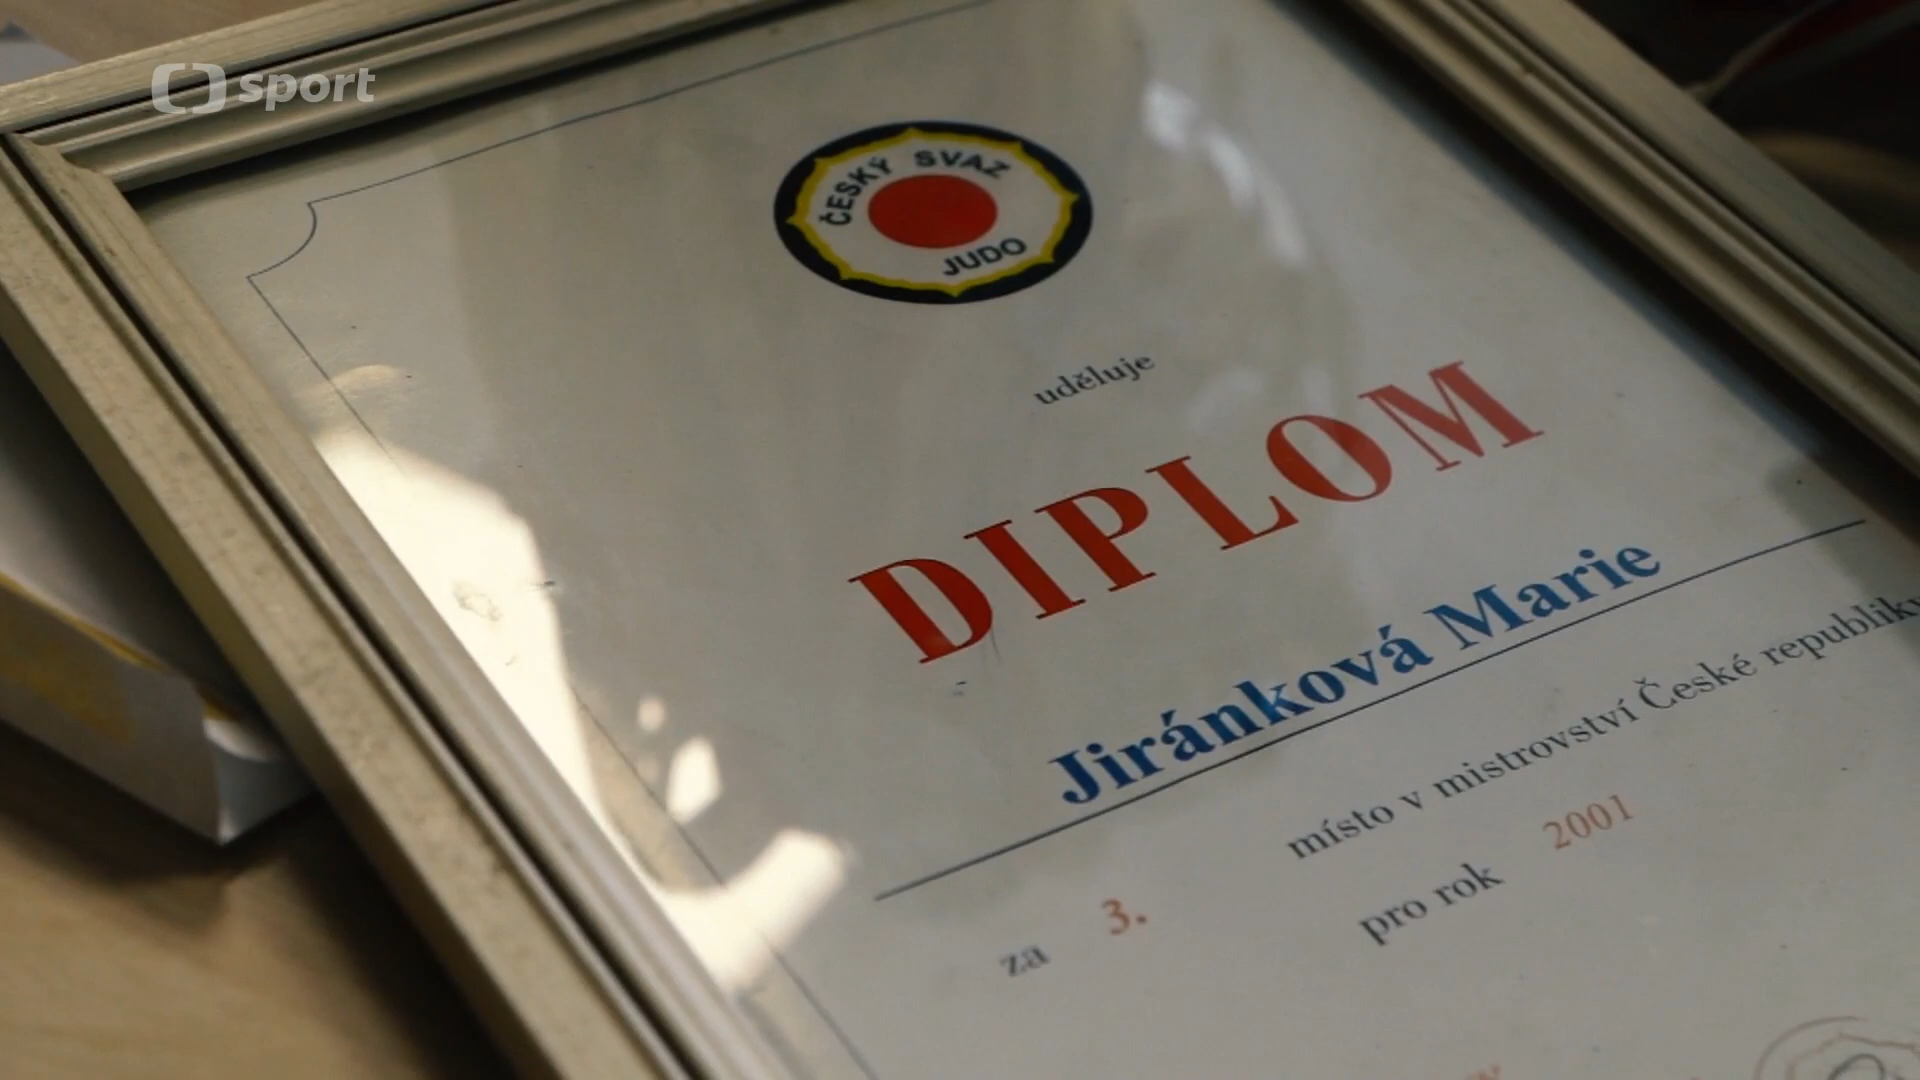 sport
ČESKÝ SVAZ
JUDO
uděluje
DIPLOM
Jiránková Marie
za 3. místo v mistrovství České republiky
pro rok 2001